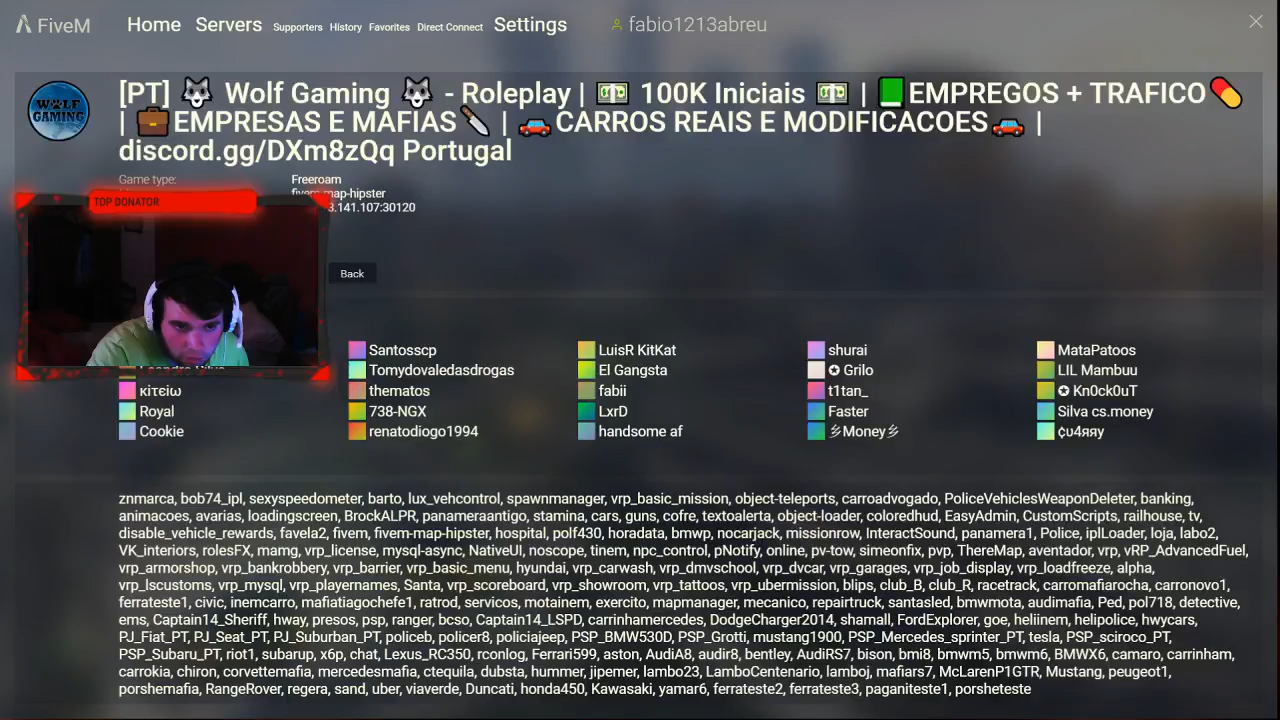 FiveM Home Servers Supporters History Favorites Direct Connect Settings fabio1213abreu
WOLF GAMING
[PT] 🐺 Wolf Gaming 🐺 - Roleplay | 💵 100K Iniciais 💵 | 📗EMPREGOS + TRAFICO💊
| 💼EMPRESAS E MAFIAS🔪 | 🚗CARROS REAIS E MODIFICACOES🚗 |
discord.gg/DXm8zQq Portugal
Game type: Freeroam
fivem-map-hipster
.141.107:30120
TOP DONATOR
Back
Santosscp LuisR KitKat shurai MataPatoos
Tomydovaledasdrogas El Gangsta ✪ Grilo LIL Mambuu
кiтєiω thematos fabii t1tan_ ✪ Kn0ck0uT
Royal 738-NGX LxrD Faster Silva cs.money
Cookie renatodiogo1994 handsome af 乡Money乡 ¢υ4яяу
znmarca, bob74_ipl, sexyspeedometer, barto, lux_vehcontrol, spawnmanager, vrp_basic_mission, object-teleports, carroadvogado, PoliceVehiclesWeaponDeleter, banking,
animacoes, avarias, loadingscreen, BrockALPR, panameraantigo, stamina, cars, guns, cofre, textoalerta, object-loader, coloredhud, EasyAdmin, CustomScripts, railhouse, tv,
disable_vehicle_rewards, favela2, fivem, fivem-map-hipster, hospital, polf430, horadata, bmwp, nocarjack, missionrow, InteractSound, panamera1, Police, iplLoader, loja, labo2,
VK_interiors, rolesFX, mamg, vrp_license, mysql-async, NativeUI, noscope, tinem, npc_control, pNotify, online, pv-tow, simeonfix, pvp, ThereMap, aventador, vrp, vRP_AdvancedFuel,
vrp_armorshop, vrp_bankrobbery, vrp_barrier, vrp_basic_menu, hyundai, vrp_carwash, vrp_dmvschool, vrp_dvcar, vrp_garages, vrp_job_display, vrp_loadfreeze, alpha,
vrp_lscustoms, vrp_mysql, vrp_playernames, Santa, vrp_scoreboard, vrp_showroom, vrp_tattoos, vrp_ubermission, blips, club_B, club_R, racetrack, carromafiarocha, carronovo1,
ferrateste1, civic, inemcarro, mafiatiagochefe1, ratrod, servicos, motainem, exercito, mapmanager, mecanico, repairtruck, santasled, bmwmota, audimafia, Ped, pol718, detective,
ems, Captain14_Sheriff, hway, presos, psp, ranger, bcso, Captain14_LSPD, carrinhamercedes, DodgeCharger2014, shamall, FordExplorer, goe, heliinem, helipolice, hwycars,
PJ_Fiat_PT, PJ_Seat_PT, PJ_Suburban_PT, policeb, policer8, policiajeep, PSP_BMW530D, PSP_Grotti, mustang1900, PSP_Mercedes_sprinter_PT, tesla, PSP_sciroco_PT,
PSP_Subaru_PT, riot1, subarup, x6p, chat, Lexus_RC350, rconlog, Ferrari599, aston, AudiA8, audir8, bentley, AudiRS7, bison, bmi8, bmwm5, bmwm6, BMWX6, camaro, carrinham,
carrokia, chiron, corvettemafia, mercedesmafia, ctequila, dubsta, hummer, jipemer, lambo23, LamboCentenario, lamboj, mafiars7, McLarenP1GTR, Mustang, peugeot1,
porshemafia, RangeRover, regera, sand, uber, viaverde, Duncati, honda450, Kawasaki, yamar6, ferrateste2, ferrateste3, paganiteste1, porsheteste